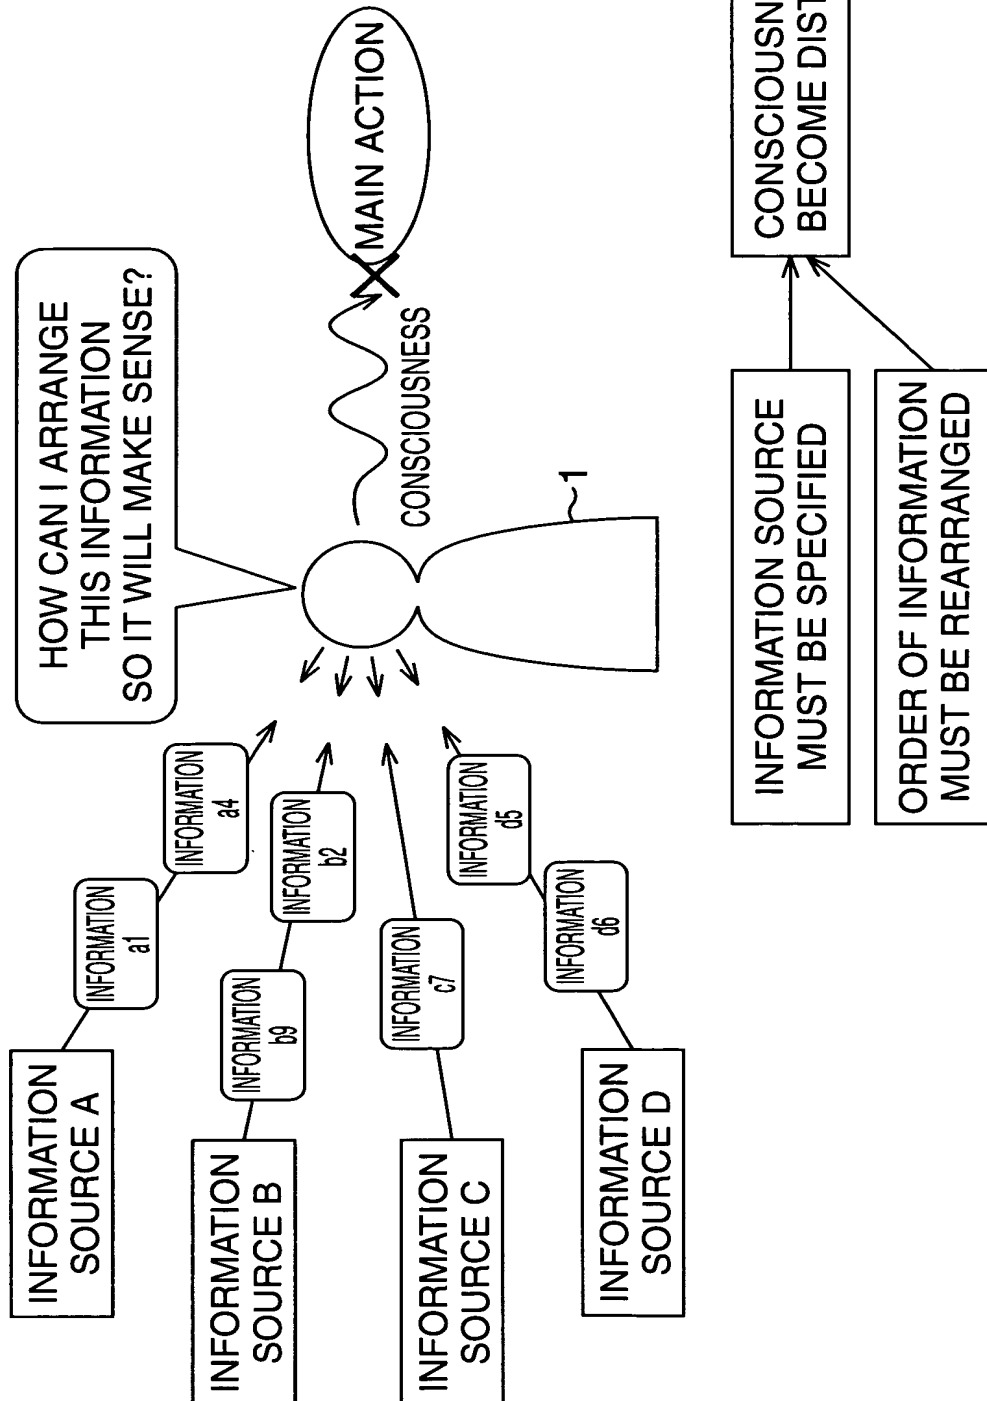 HOW CAN I ARRANGE
THIS INFORMATION
SO IT WILL MAKE SENSE?
INFORMATION
SOURCE A
INFORMATION
a1
INFORMATION
a4
INFORMATION
SOURCE B
INFORMATION
b9
INFORMATION
b2
INFORMATION
SOURCE C
INFORMATION
c7
INFORMATION
SOURCE D
INFORMATION
d6
INFORMATION
d5
MAIN ACTION
CONSCIOUSNESS
1
INFORMATION SOURCE
MUST BE SPECIFIED
ORDER OF INFORMATION
MUST BE REARRANGED
CONSCIOUSN
BECOME DIST